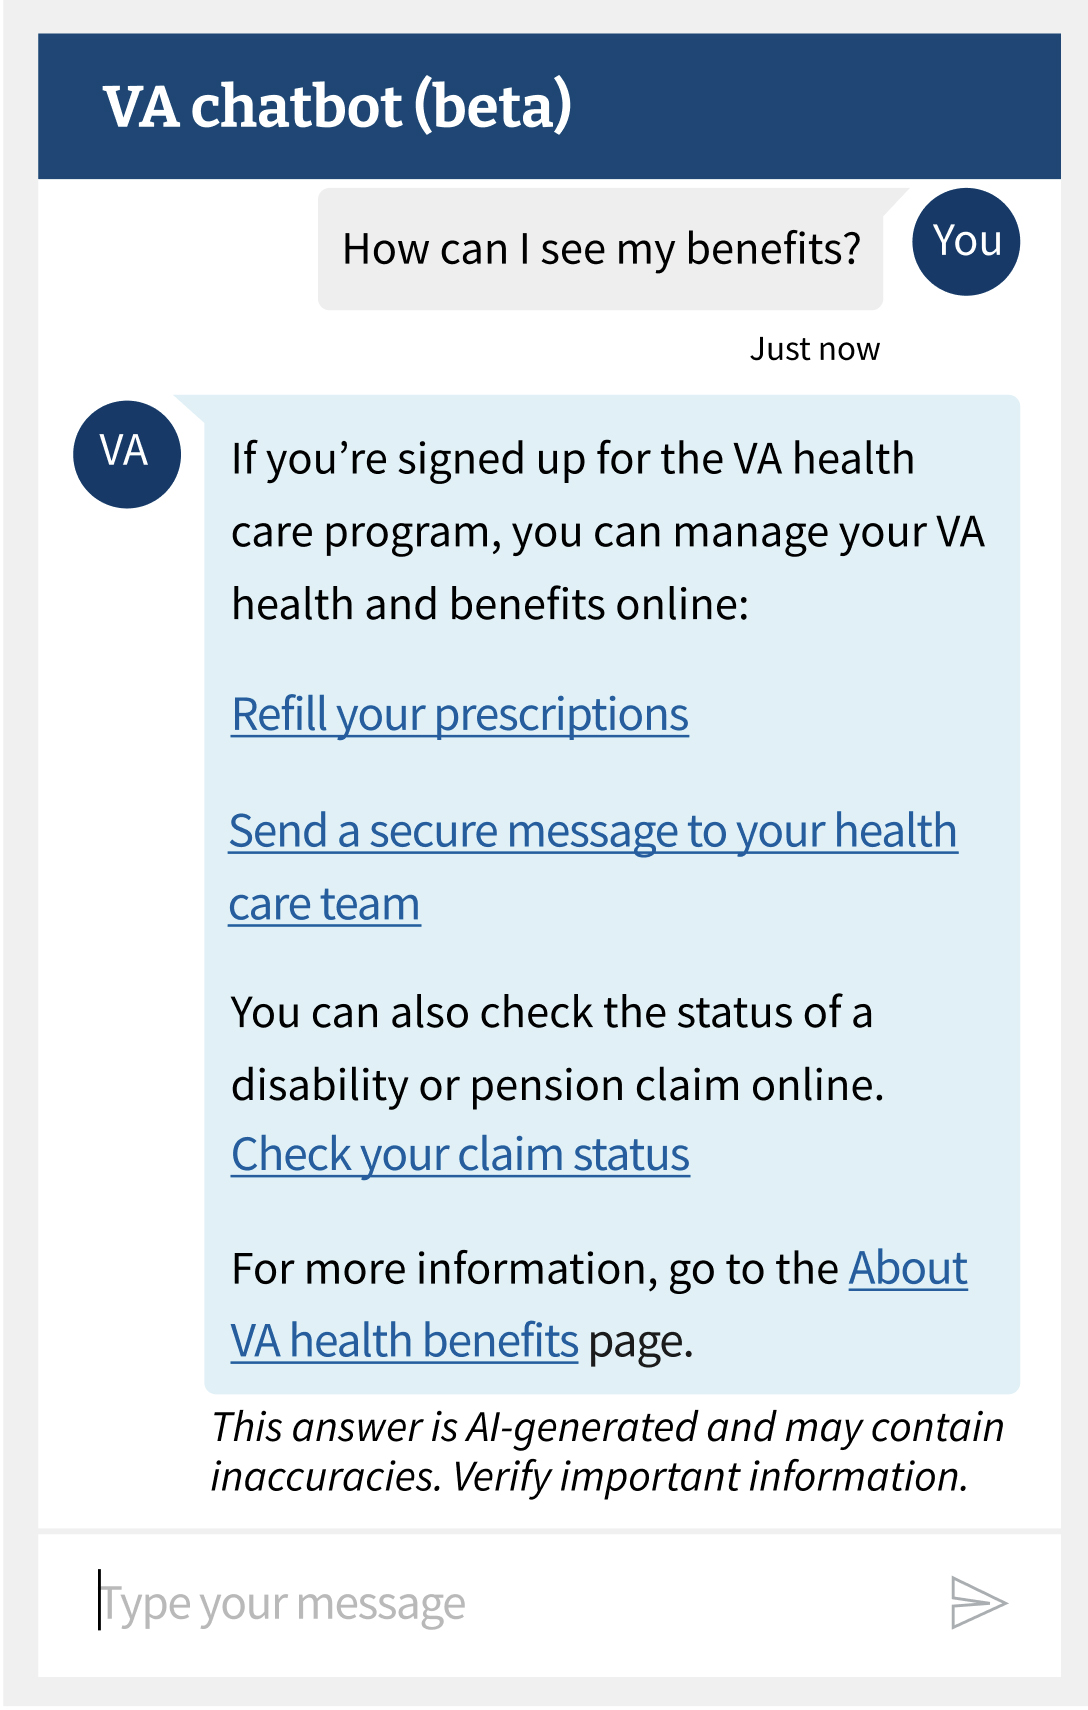 VA chatbot (beta)
How can I see my benefits?
You
Just now
VA
If you’re signed up for the VA health
care program, you can manage your VA
health and benefits online:
Refill your prescriptions
Send a secure message to your health
care team
You can also check the status of a
disability or pension claim online.
Check your claim status
For more information, go to the About
VA health benefits page.
This answer is AI-generated and may contain
inaccuracies. Verify important information.
Type your message